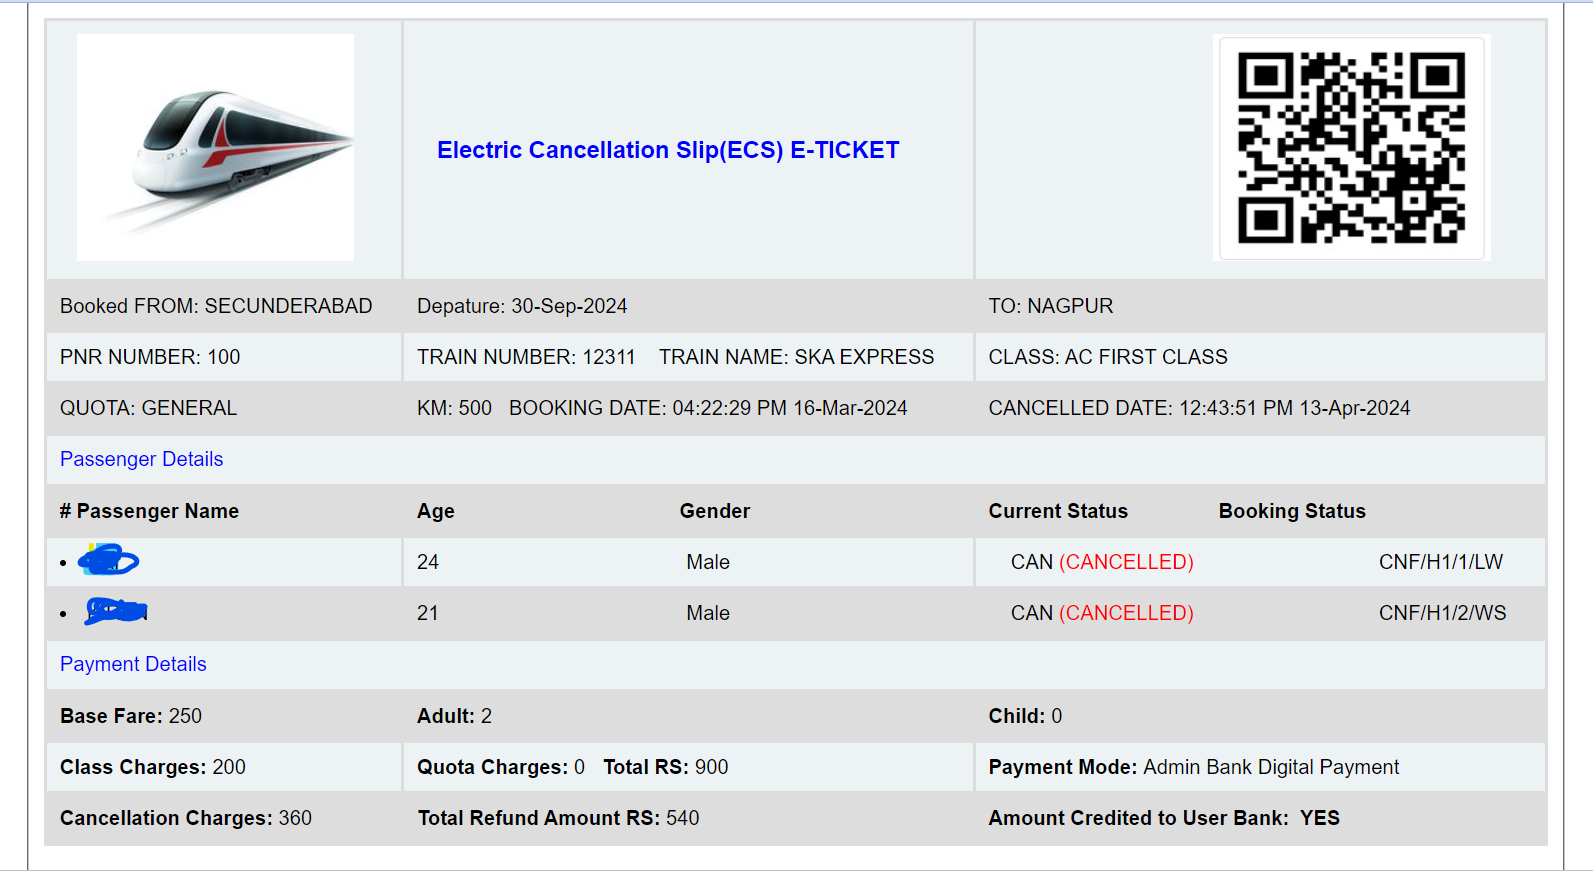 Electric Cancellation Slip(ECS) E-TICKET
Booked FROM: SECUNDERABAD Depature: 30-Sep-2024 TO: NAGPUR
PNR NUMBER: 100 TRAIN NUMBER: 12311 TRAIN NAME: SKA EXPRESS CLASS: AC FIRST CLASS
QUOTA: GENERAL KM: 500 BOOKING DATE: 04:22:29 PM 16-Mar-2024 CANCELLED DATE: 12:43:51 PM 13-Apr-2024
Passenger Details
# Passenger Name Age Gender Current Status Booking Status
• 24 Male CAN (CANCELLED) CNF/H1/1/LW
• 21 Male CAN (CANCELLED) CNF/H1/2/WS
Payment Details
Base Fare: 250 Adult: 2 Child: 0
Class Charges: 200 Quota Charges: 0 Total RS: 900 Payment Mode: Admin Bank Digital Payment
Cancellation Charges: 360 Total Refund Amount RS: 540 Amount Credited to User Bank: YES